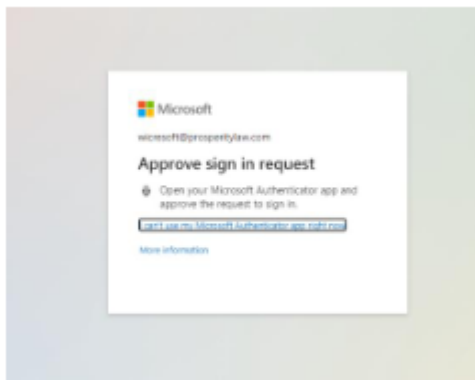 Microsoft
wicresoft@prosperitylaw.com
Approve sign in request
Open your Microsoft Authenticator app and
approve the request to sign in.
I can't use my Microsoft Authenticator app right now
More information